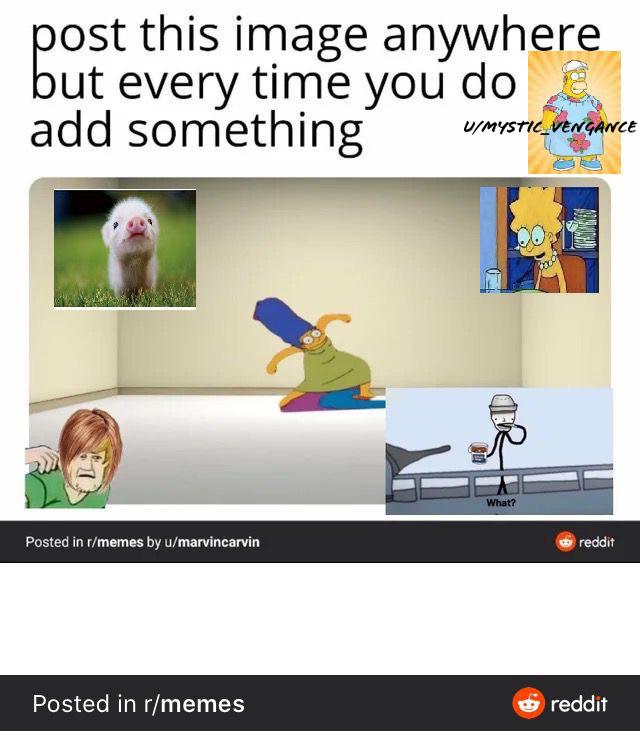 post this image anywhere
but every time you do
add something
U/MYSTIC_VENGANCE
What?
Posted in r/memes by u/marvincarvin
reddit
Posted in r/memes
reddit